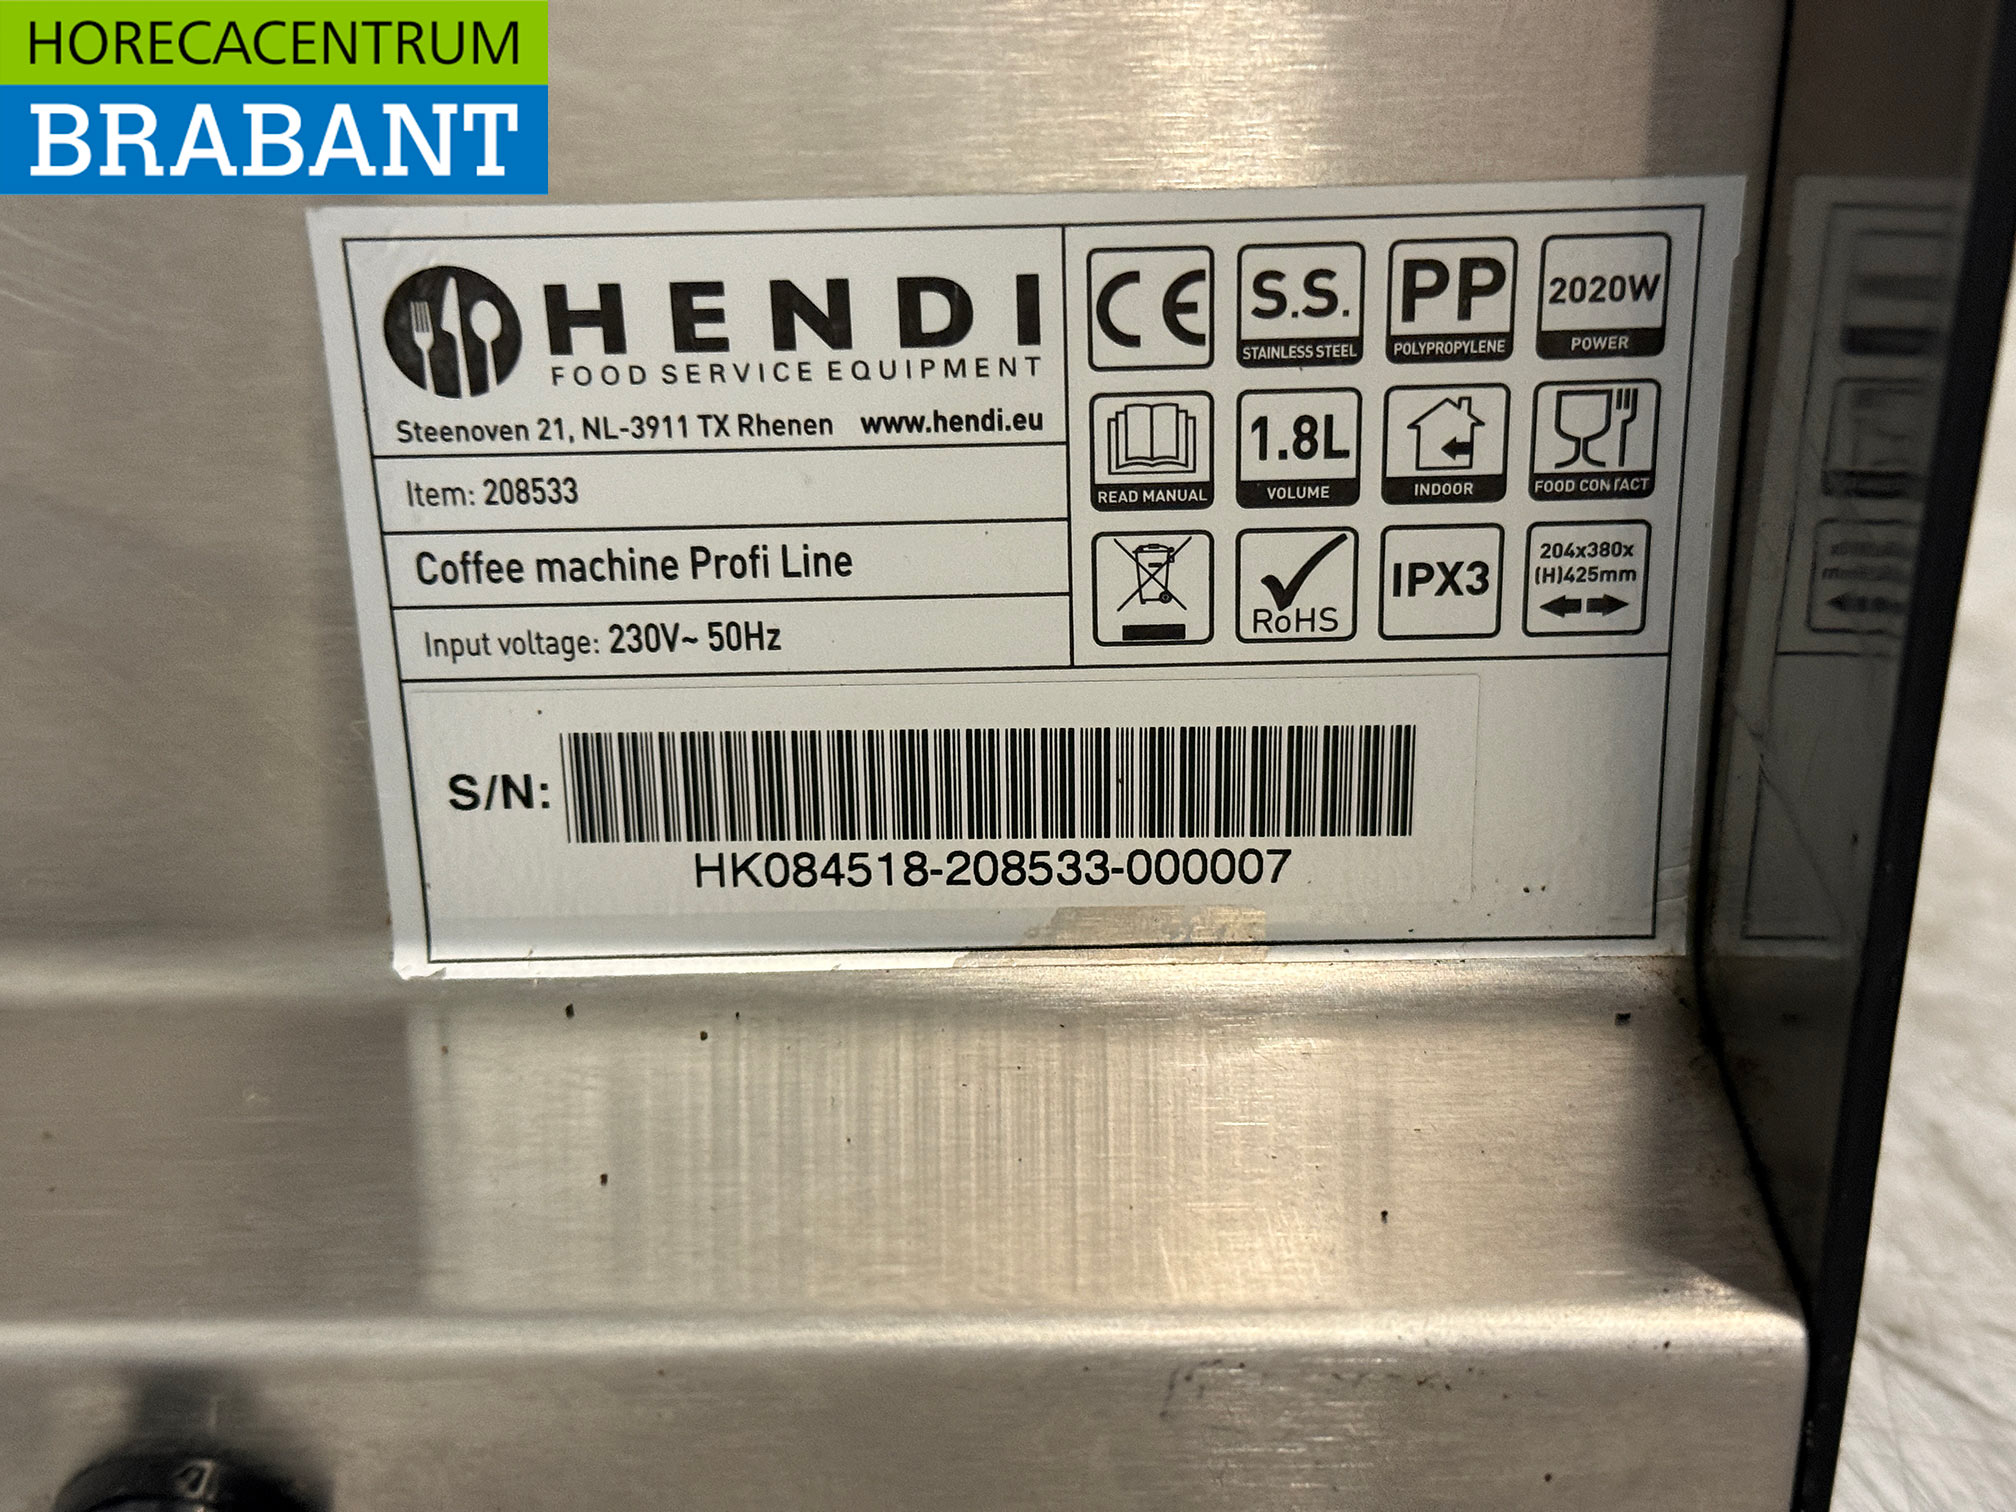 HORECACENTRUM
BRABANT
HENDI
FOOD SERVICE EQUIPMENT
Steenoven 21, NL-3911 TX Rhenen www.hendi.eu
Item: 208533
Coffee machine Profi Line
Input voltage: 230V~ 50Hz
CE
S.S.
STAINLESS STEEL
PP
POLYPROPYLENE
2020W
POWER
READ MANUAL
1.8L
VOLUME
INDOOR
FOOD CONTACT
RoHS
IPX3
204x380x
(H)425mm
S/N:
HK084518-208533-000007